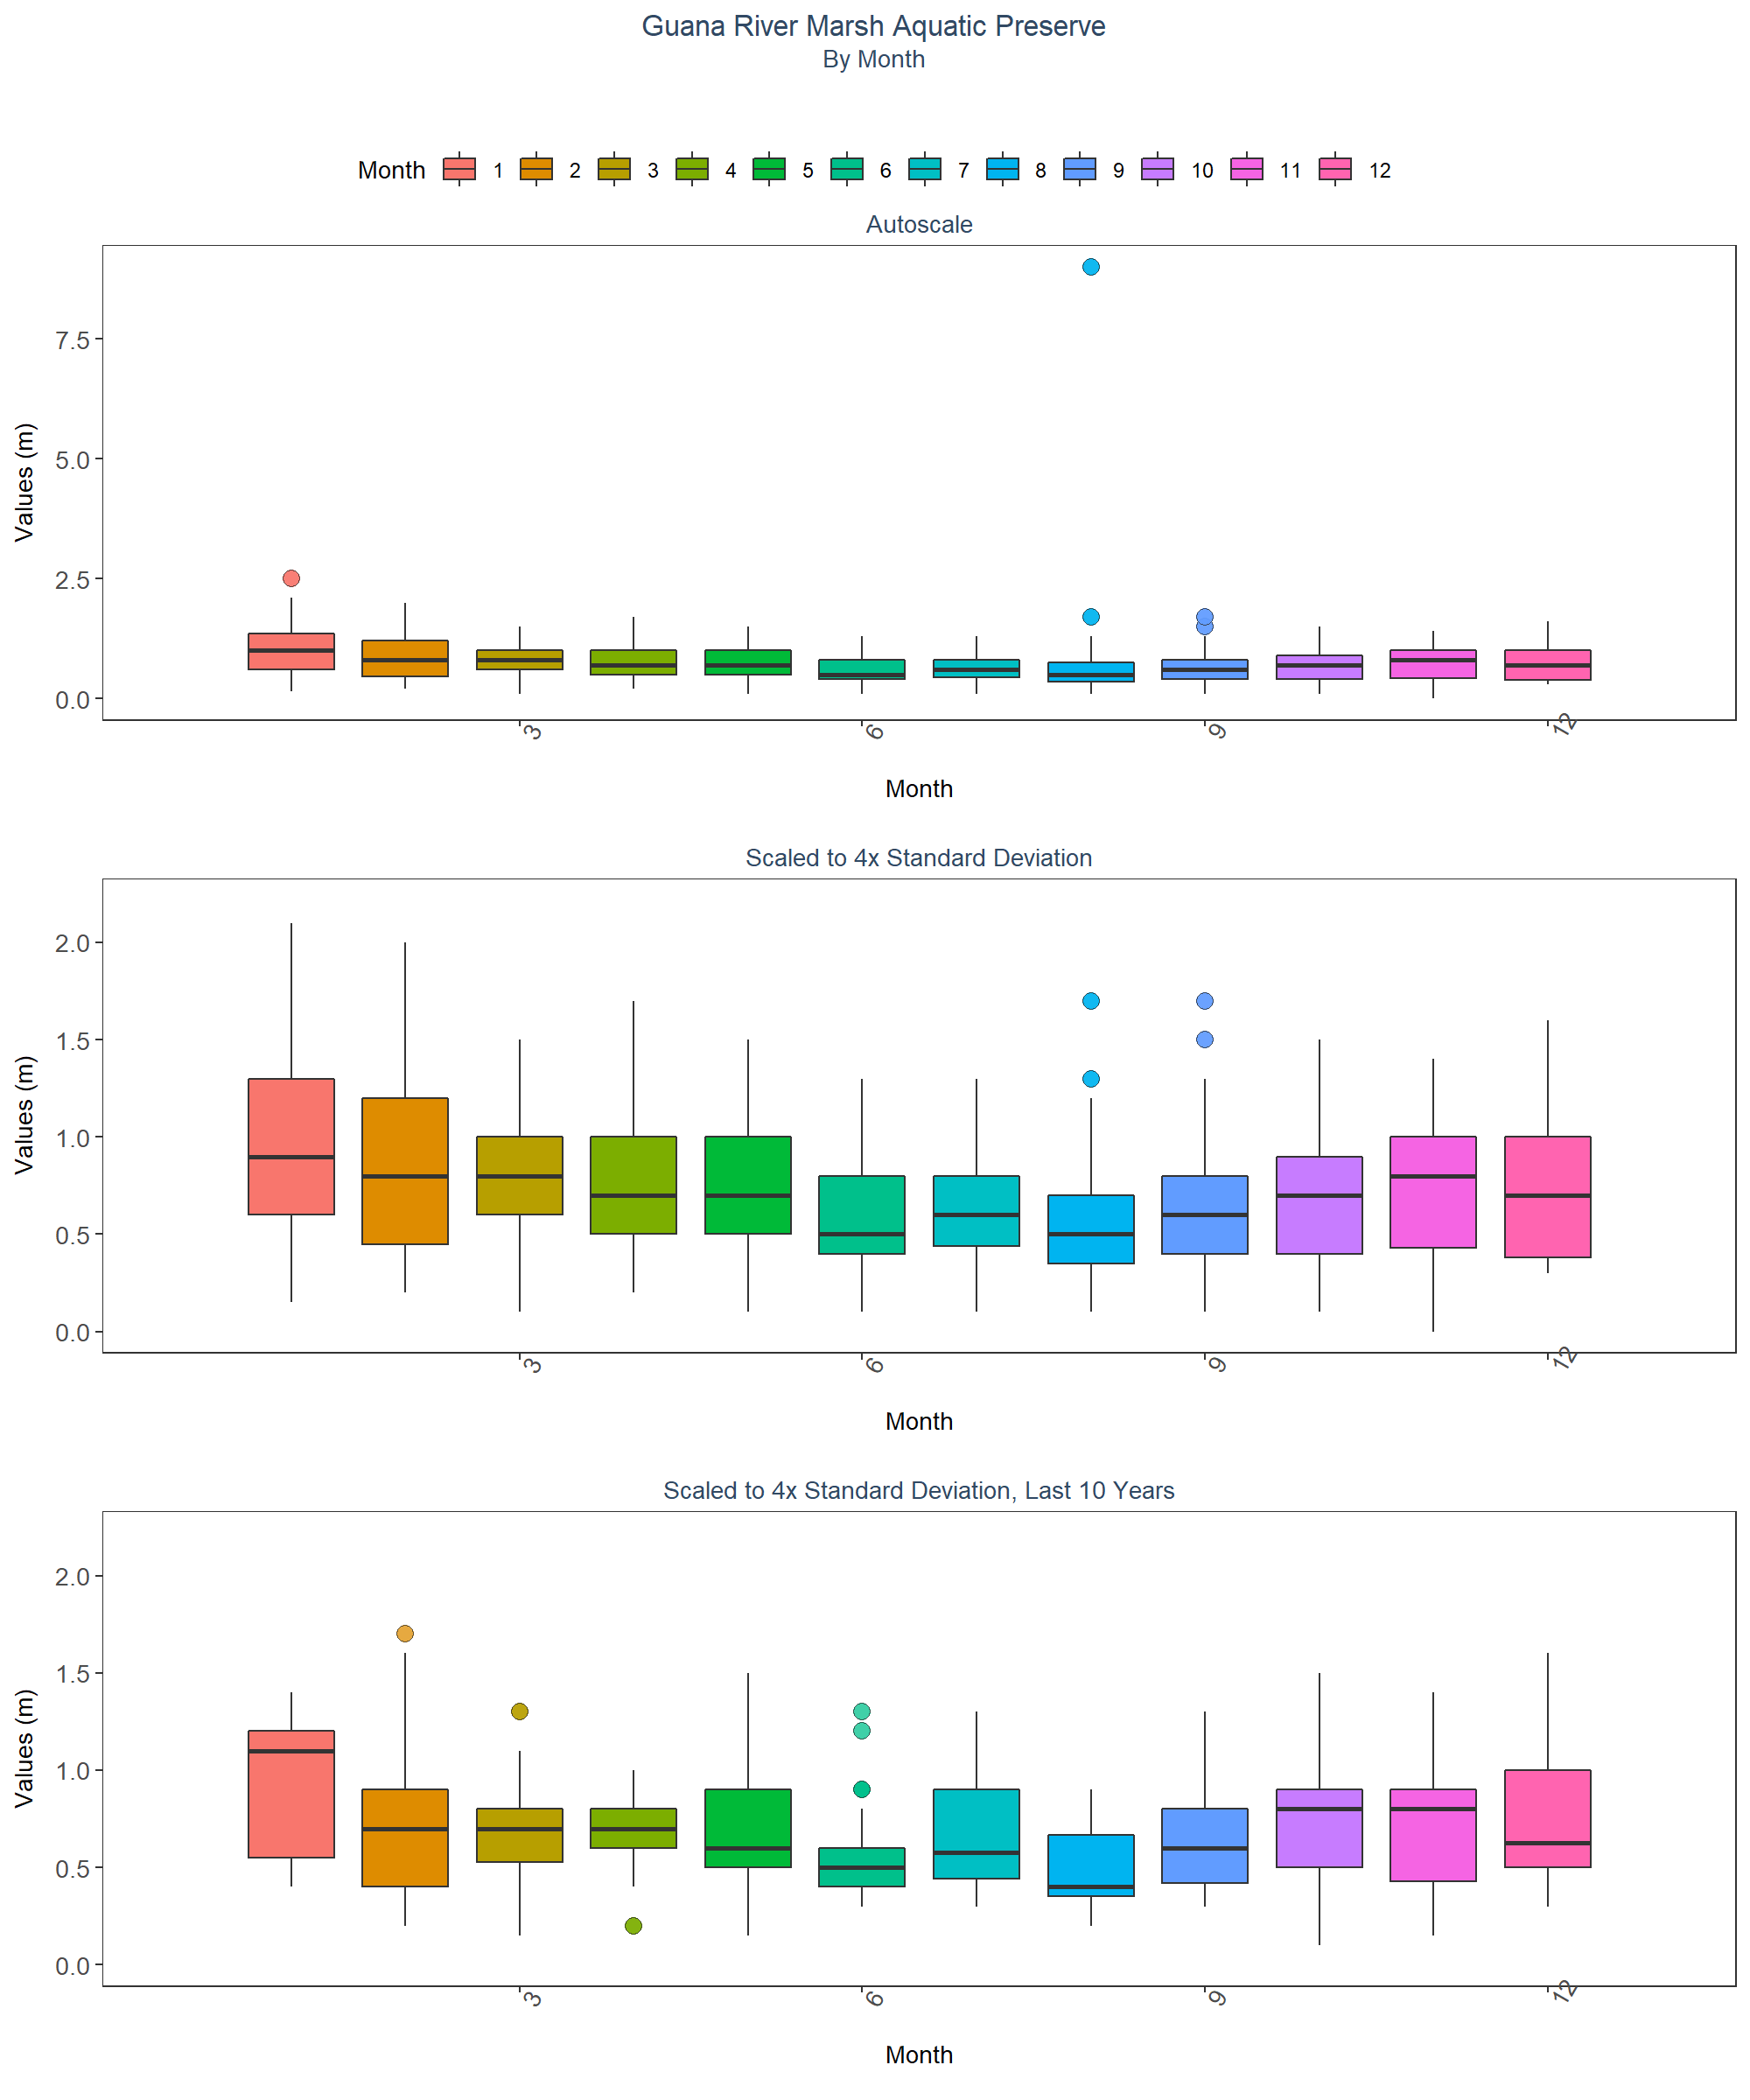 Guana River Marsh Aquatic Preserve
By Month
Month 1 2 3 4 5 6 7 8 9 10 11 12
Autoscale
Values (m)
7.5
5.0
2.5
0.0
3 6 9 12
Month
Scaled to 4x Standard Deviation
Values (m)
2.0
1.5
1.0
0.5
0.0
3 6 9 12
Month
Scaled to 4x Standard Deviation, Last 10 Years
Values (m)
2.0
1.5
1.0
0.5
0.0
3 6 9 12
Month